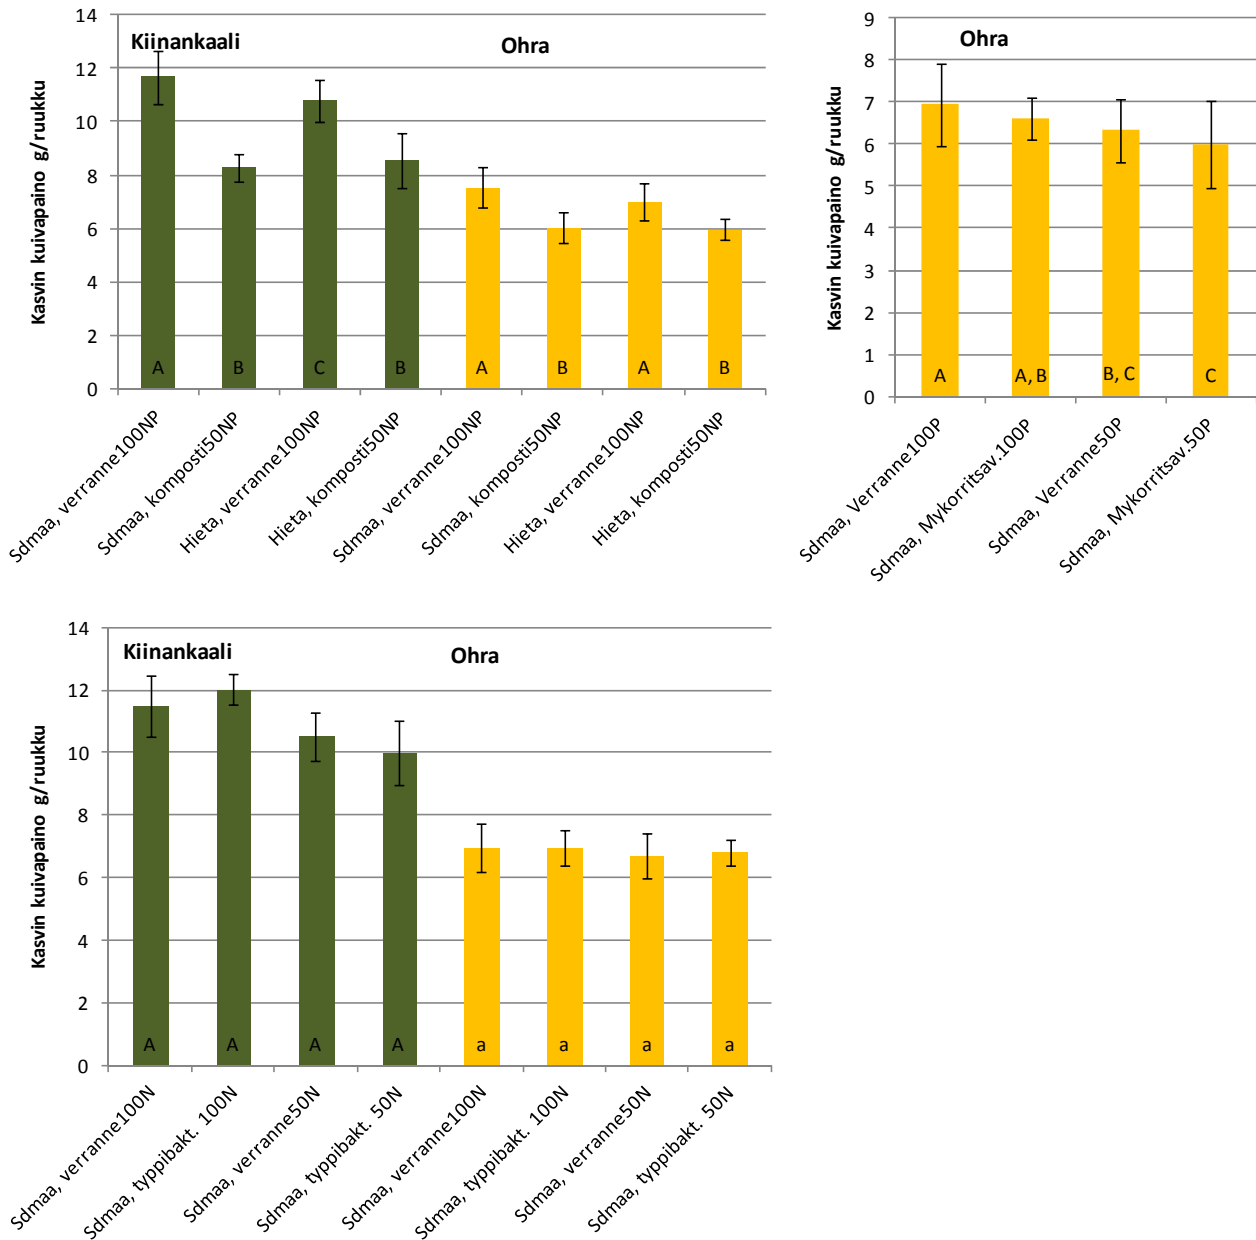 14
12
10
8
6
4
2
0
Kasvin kuivapaino g/ruukku
Kiinankaali
Ohra
A
B
C
B
A
B
A
B
Sdmaa, verranne100NP
Sdmaa, komposti50NP
Hieta, verranne100NP
Hieta, komposti50NP
Sdmaa, verranne100NP
Sdmaa, komposti50NP
Hieta, verranne100NP
Hieta, komposti50NP
9
8
7
6
5
4
3
2
1
0
Kasvin kuivapaino g/ruukku
Ohra
A
A, B
B, C
C
Sdmaa, Verranne100P
Sdmaa, Mykorritsav.100P
Sdmaa, Verranne50P
Sdmaa, Mykorritsav.50P
14
12
10
8
6
4
2
0
Kasvin kuivapaino g/ruukku
Kiinankaali
Ohra
A
A
A
A
a
a
a
a
Sdmaa, verranne100N
Sdmaa, typpibakt. 100N
Sdmaa, verranne50N
Sdmaa, typpibakt. 50N
Sdmaa, verranne100N
Sdmaa, typpibakt. 100N
Sdmaa, verranne50N
Sdmaa, typpibakt. 50N